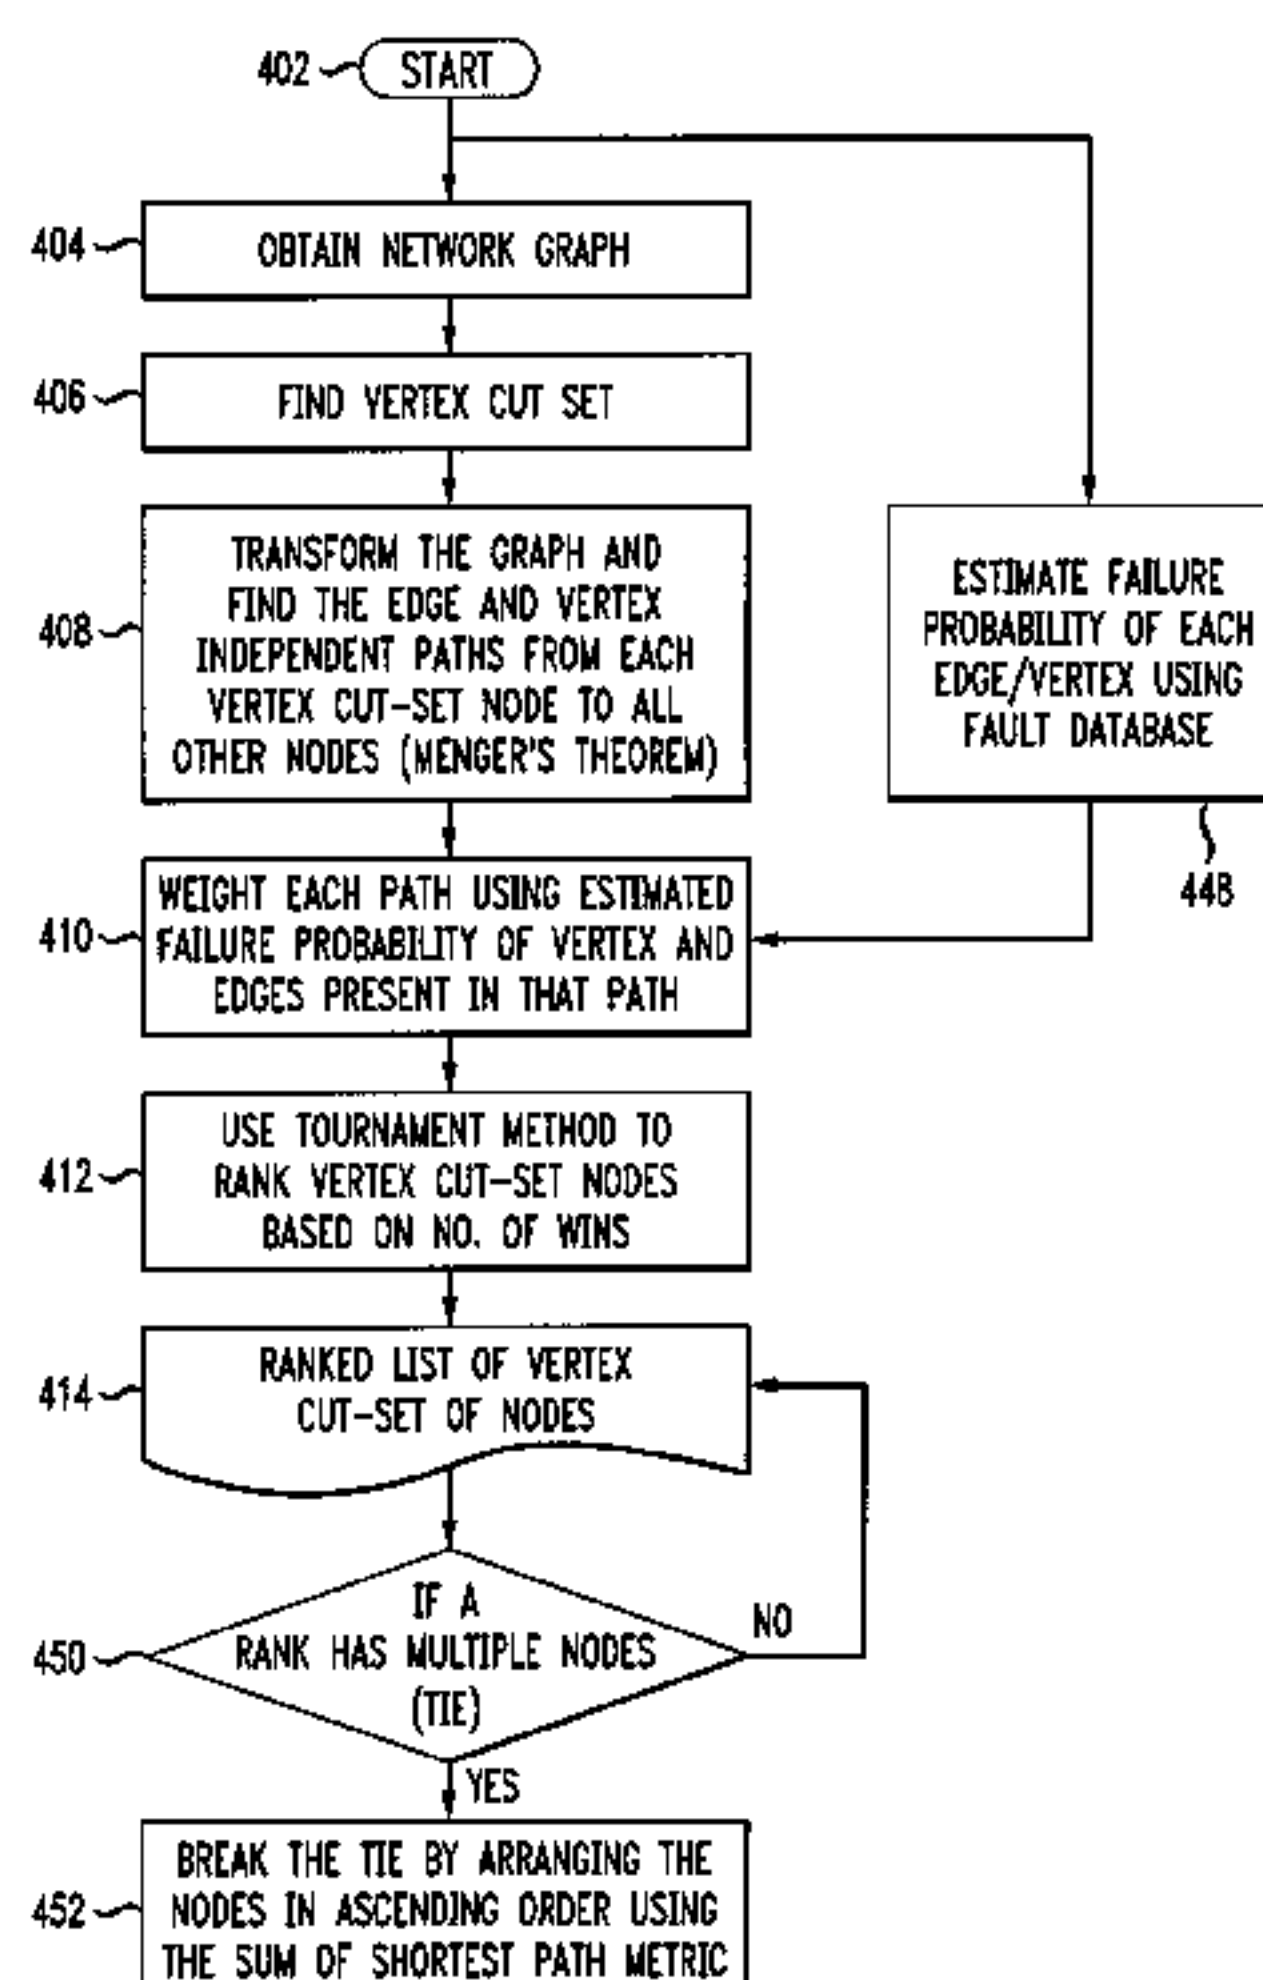 402
START
404
OBTAIN NETWORK GRAPH
406
FIND VERTEX CUT SET
408
TRANSFORM THE GRAPH AND
FIND THE EDGE AND VERTEX
INDEPENDENT PATHS FROM EACH
VERTEX CUT-SET NODE TO ALL
OTHER NODES (MENGER'S THEOREM)
ESTIMATE FAILURE
PROBABILITY OF EACH
EDGE/VERTEX USING
FAULT DATABASE
448
410
WEIGHT EACH PATH USING ESTIMATED
FAILURE PROBABILITY OF VERTEX AND
EDGES PRESENT IN THAT PATH
412
USE TOURNAMENT METHOD TO
RANK VERTEX CUT-SET NODES
BASED ON NO. OF WINS
414
RANKED LIST OF VERTEX
CUT-SET OF NODES
450
IF A
RANK HAS MULTIPLE NODES
(TIE)
NO
YES
452
BREAK THE TIE BY ARRANGING THE
NODES IN ASCENDING ORDER USING
THE SUM OF SHORTEST PATH METRIC